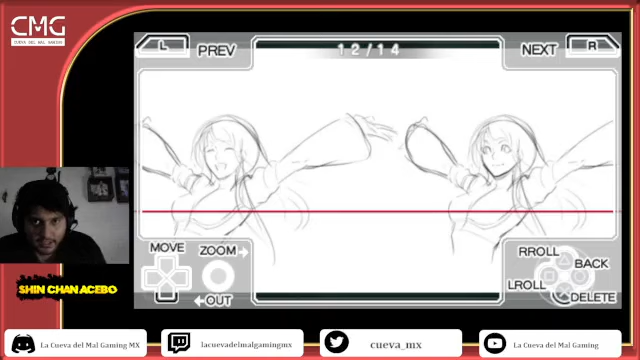 CMG
CUEVA DEL MAL GAMING
L
PREV
12/14
NEXT
R
MOVE
ZOOM
OUT
RROLL
BACK
LROLL
DELETE
SHIN CHAN ACEBO
La Cueva del Mal Gaming MX
lacuevadelmalgamingmx
cueva_mx
La Cueva del Mal Gaming